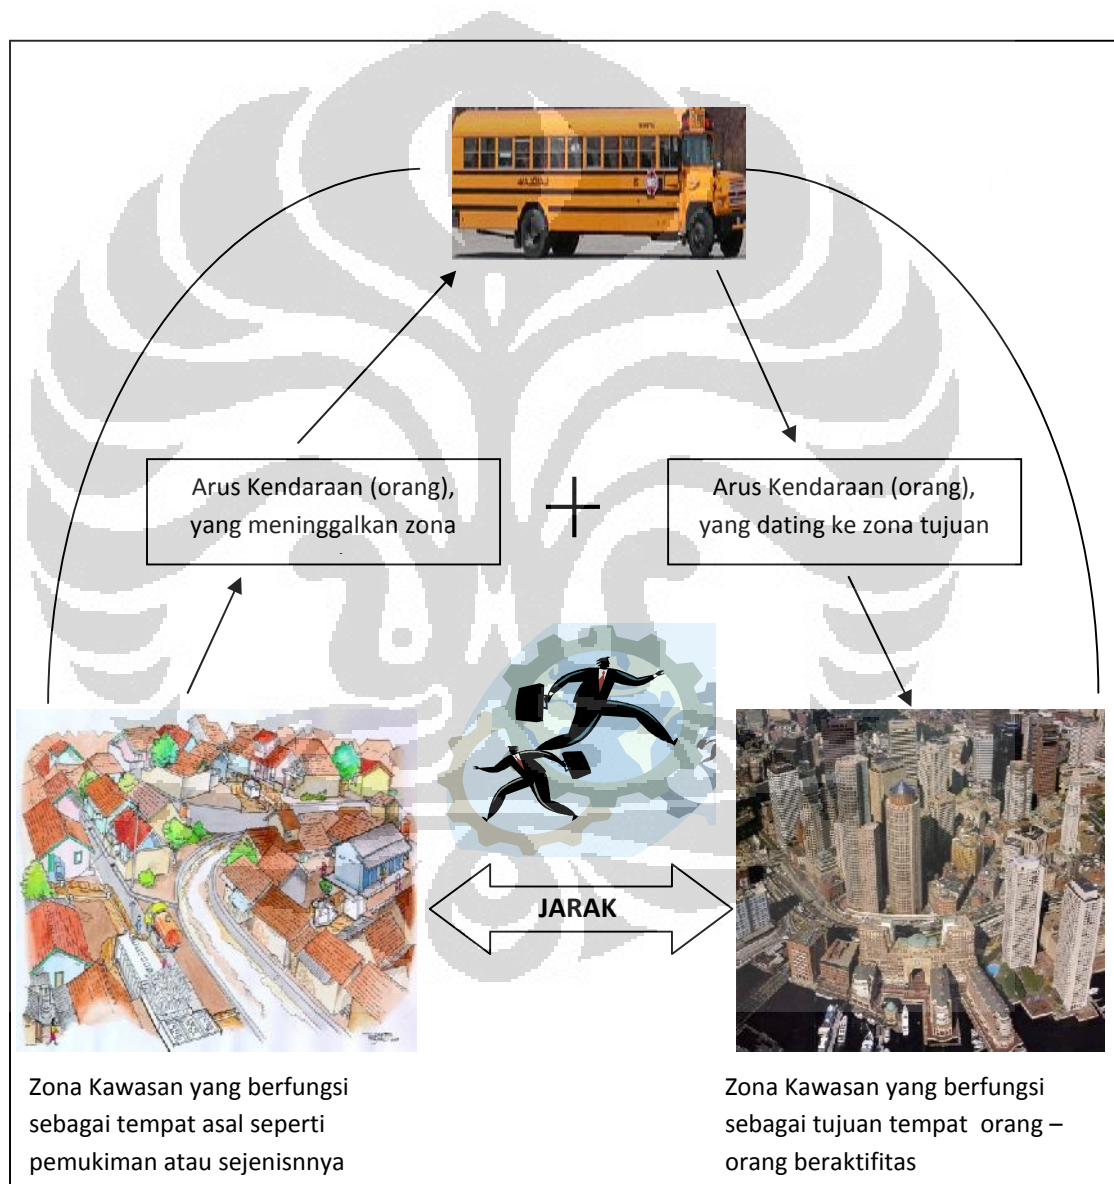 Arus Kendaraan (orang),
yang meninggalkan zona
Arus Kendaraan (orang),
yang dating ke zona tujuan
JARAK
Zona Kawasan yang berfungsi
sebagai tempat asal seperti
pemukiman atau sejenisnnya
Zona Kawasan yang berfungsi
sebagai tujuan tempat orang –
orang beraktifitas